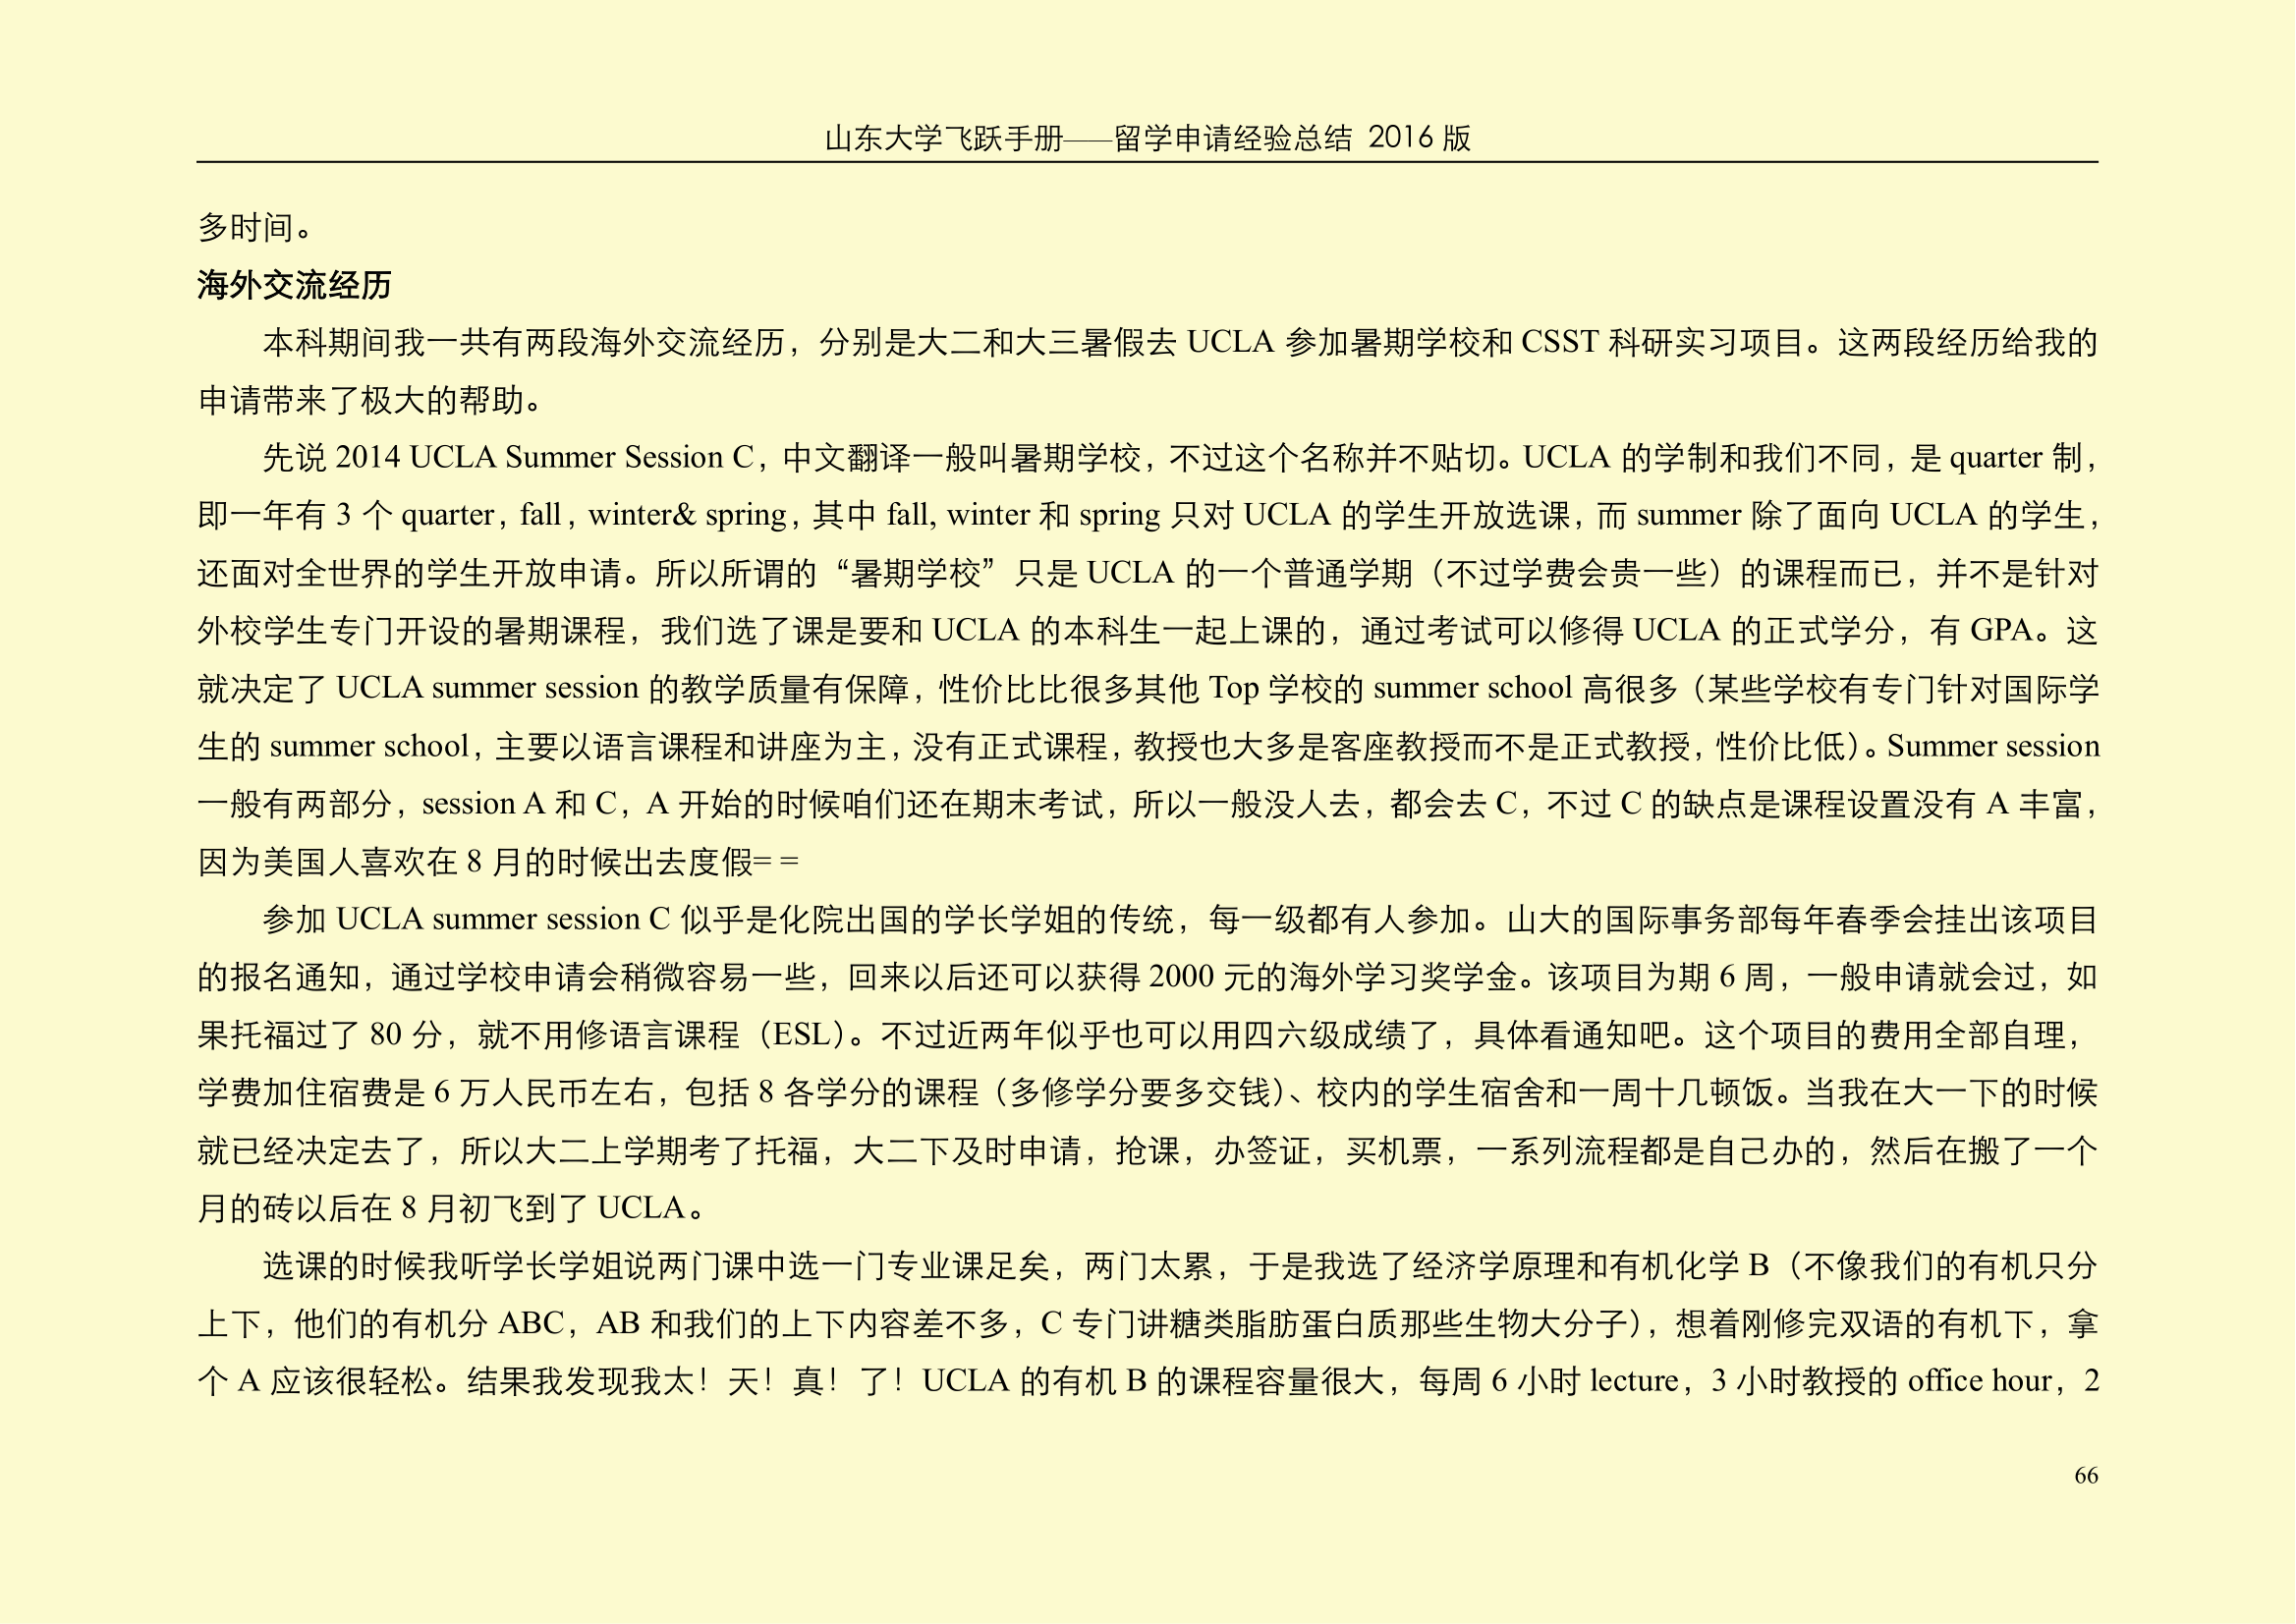 山东大学飞跃手册——留学申请经验总结 2016 版
多时间。
海外交流经历
本科期间我一共有两段海外交流经历，分别是大二和大三暑假去 UCLA 参加暑期学校和 CSST 科研实习项目。这两段经历给我的
申请带来了极大的帮助。
先说 2014 UCLA Summer Session C，中文翻译一般叫暑期学校，不过这个名称并不贴切。UCLA 的学制和我们不同，是 quarter 制，
即一年有 3 个 quarter，fall，winter& spring，其中 fall, winter 和 spring 只对 UCLA 的学生开放选课，而 summer 除了面向 UCLA 的学生，
还面对全世界的学生开放申请。所以所谓的“暑期学校”只是 UCLA 的一个普通学期（不过学费会贵一些）的课程而已，并不是针对
外校学生专门开设的暑期课程，我们选了课是要和 UCLA 的本科生一起上课的，通过考试可以修得 UCLA 的正式学分，有 GPA。这
就决定了 UCLA summer session 的教学质量有保障，性价比比很多其他 Top 学校的 summer school 高很多（某些学校有专门针对国际学
生的 summer school，主要以语言课程和讲座为主，没有正式课程，教授也大多是客座教授而不是正式教授，性价比低）。Summer session
一般有两部分，session A 和 C，A 开始的时候咱们还在期末考试，所以一般没人去，都会去 C，不过 C 的缺点是课程设置没有 A 丰富，
因为美国人喜欢在 8 月的时候出去度假= =
参加 UCLA summer session C 似乎是化院出国的学长学姐的传统，每一级都有人参加。山大的国际事务部每年春季会挂出该项目
的报名通知，通过学校申请会稍微容易一些，回来以后还可以获得 2000 元的海外学习奖学金。该项目为期 6 周，一般申请就会过，如
果托福过了 80 分，就不用修语言课程（ESL）。不过近两年似乎也可以用四六级成绩了，具体看通知吧。这个项目的费用全部自理，
学费加住宿费是 6 万人民币左右，包括 8 各学分的课程（多修学分要多交钱）、校内的学生宿舍和一周十几顿饭。当我在大一下的时候
就已经决定去了，所以大二上学期考了托福，大二下及时申请，抢课，办签证，买机票，一系列流程都是自己办的，然后在搬了一个
月的砖以后在 8 月初飞到了 UCLA。
选课的时候我听学长学姐说两门课中选一门专业课足矣，两门太累，于是我选了经济学原理和有机化学 B（不像我们的有机只分
上下，他们的有机分 ABC，AB 和我们的上下内容差不多，C 专门讲糖类脂肪蛋白质那些生物大分子），想着刚修完双语的有机下，拿
个 A 应该很轻松。结果我发现我太！天！真！了！UCLA 的有机 B 的课程容量很大，每周 6 小时 lecture，3 小时教授的 office hour，2
66